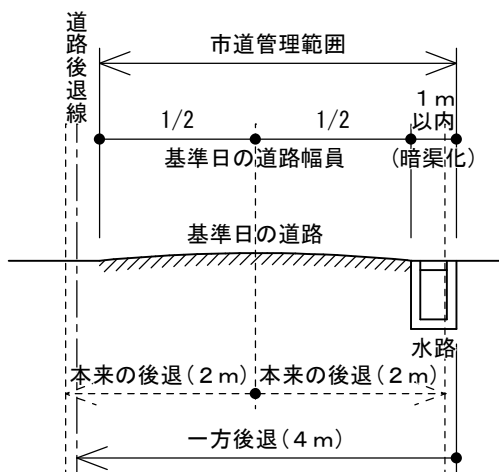 道路後退線
市道管理範囲
1/2
1/2
1m
以内
(暗渠化)
基準日の道路幅員
基準日の道路
水路
本来の後退(2m)
本来の後退(2m)
一方後退(4m)